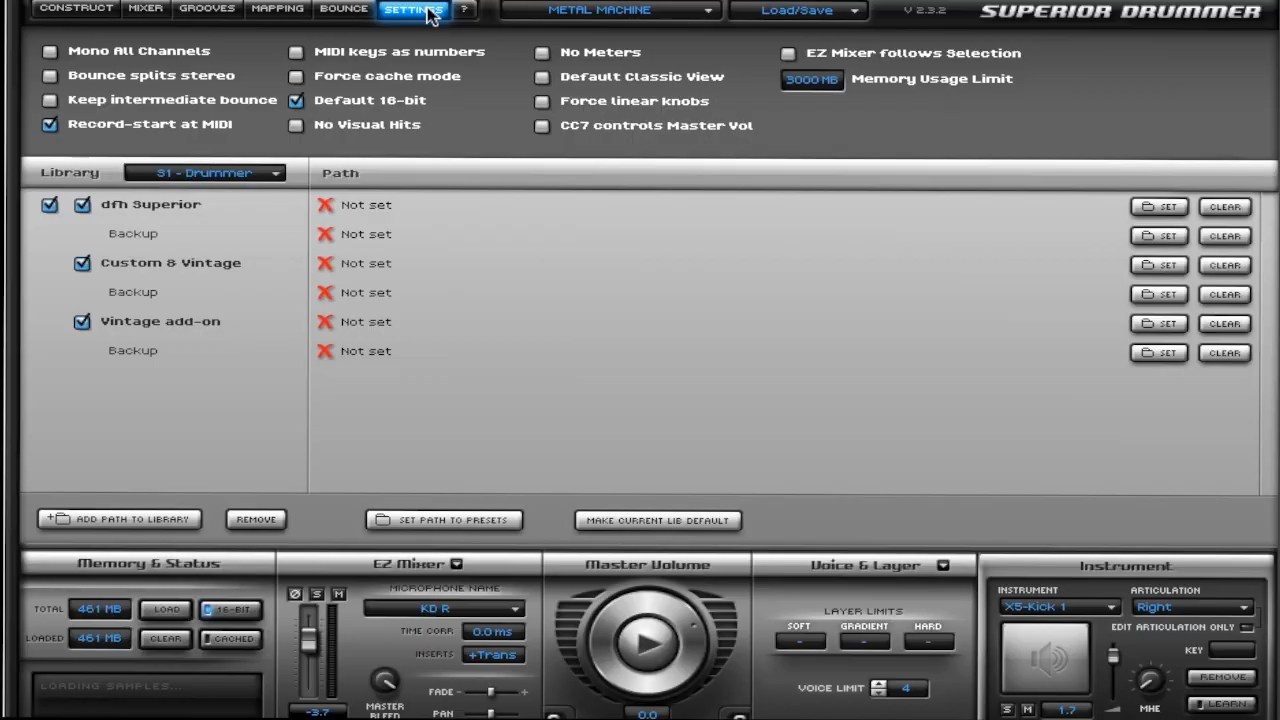 CONSTRUCT MIXER GROOVES MAPPING BOUNCE SETTINGS ? METAL MACHINE Load/Save V 2.3.2 SUPERIOR DRUMMER
Mono All Channels MIDI keys as numbers No Meters EZ Mixer follows Selection
Bounce splits stereo Force cache mode Default Classic View 3000 MB Memory Usage Limit
Keep intermediate bounce Default 16-bit Force linear knobs
Record-start at MIDI No Visual Hits CC7 controls Master Vol
Library S1 - Drummer Path
dfh Superior Not set SET CLEAR
Backup Not set SET CLEAR
Custom & Vintage Not set SET CLEAR
Backup Not set SET CLEAR
Vintage add-on Not set SET CLEAR
Backup Not set SET CLEAR
+ ADD PATH TO LIBRARY REMOVE SET PATH TO PRESETS MAKE CURRENT LIB DEFAULT
Memory & Status EZ Mixer Master Volume Voice & Layer Instrument
MICROPHONE NAME INSTRUMENT ARTICULATION
TOTAL 461 MB LOAD 16-BIT Ø S M KD R LAYER LIMITS X5-Kick 1 Right
SOFT GRADIENT HARD EDIT ARTICULATION ONLY
LOADED 461 MB CLEAR CACHED TIME CORR 0.0 ms - - -
INSERTS +Trans KEY
LOADING SAMPLES... REMOVE
FADE - + VOICE LIMIT 4
MASTER BLEED LEARN
-3.7 PAN 0.0 S M 1.7 MHE